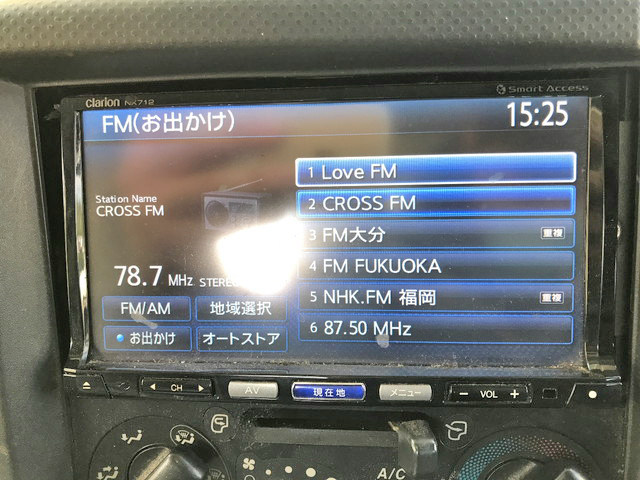 clarion NX712
Smart Access
FM(お出かけ)
15:25
Station Name
CROSS FM
78.7 MHz STEREO
FM/AM
地域選択
お出かけ
オートストア
1 Love FM
2 CROSS FM
3 FM大分 重複
4 FM FUKUOKA
5 NHK.FM 福岡 重複
6 87.50 MHz
CH
AV
現在地
メニュー
− VOL +
A/C